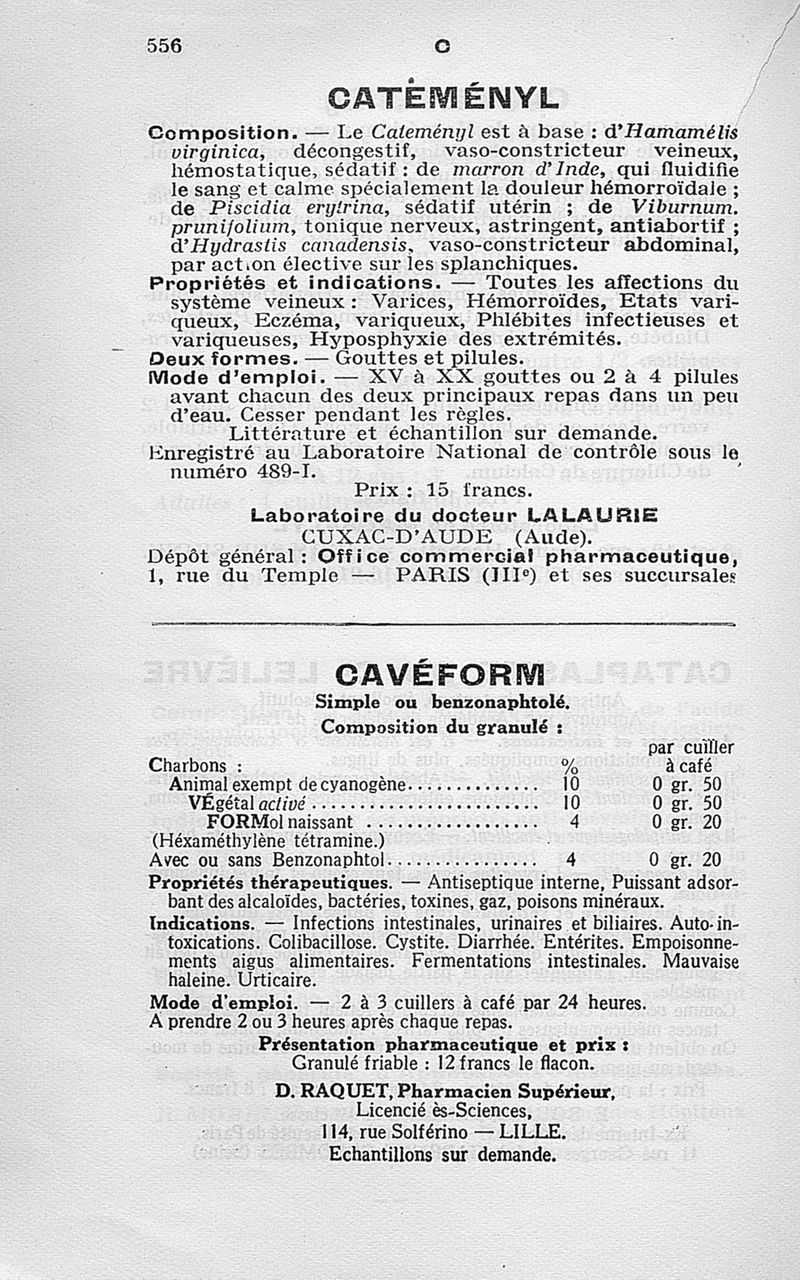 556
C
CATÈMÉNYL
Composition. — Le Cateményl est à base : d'Hamamélis
virginica, décongestif, vaso-constricteur veineux,
hémostatique, sédatif : de marron d'Inde, qui fluidifie
le sang et calme spécialement la douleur hémorroïdale ;
de Piscidia erytrina, sédatif utérin ; de Viburnum.
prunifolium, tonique nerveux, astringent, antiabortif ;
d'Hydrastis canadensis, vaso-constricteur abdominal,
par action élective sur les splanchiques.
Propriétés et indications. — Toutes les affections du
système veineux : Varices, Hémorroïdes, Etats vari-
queux, Eczéma, variqueux, Phlébites infectieuses et
variqueuses, Hyposphyxie des extrémités.
Deux formes. — Gouttes et pilules.
Mode d'emploi. — XV à XX gouttes ou 2 à 4 pilules
avant chacun des deux principaux repas dans un peu
d'eau. Cesser pendant les règles.
Littérature et échantillon sur demande.
Enregistré au Laboratoire National de contrôle sous le
numéro 489-I.
Prix : 15 francs.
Laboratoire du docteur LALAURIE
CUXAC-D'AUDE (Aude).
Dépôt général : Office commercial pharmaceutique,
1, rue du Temple — PARIS (IIIe) et ses succursales
CAVÉFORM
Simple ou benzonaphtolé.
Composition du granulé :
par cuiller
Charbons : % à café
Animal exempt de cyanogène............... 10 0 gr. 50
VÉgétal activé......................... 10 0 gr. 50
FORMol naissant .................. 4 0 gr. 20
(Héxaméthylène tétramine.)
Avec ou sans Benzonaphtol................ 4 0 gr. 20
Propriétés thérapeutiques. — Antiseptique interne, Puissant adsor-
bant des alcaloïdes, bactéries, toxines, gaz, poisons minéraux.
Indications. — Infections intestinales, urinaires et biliaires. Auto-in-
toxications. Colibacillose. Cystite. Diarrhée. Entérites. Empoisonne-
ments aigus alimentaires. Fermentations intestinales. Mauvaise
haleine. Urticaire.
Mode d'emploi. — 2 à 3 cuillers à café par 24 heures.
A prendre 2 ou 3 heures après chaque repas.
Présentation pharmaceutique et prix :
Granulé friable : 12 francs le flacon.
D. RAQUET, Pharmacien Supérieur,
Licencié ès-Sciences,
114, rue Solférino — LILLE.
Echantillons sur demande.